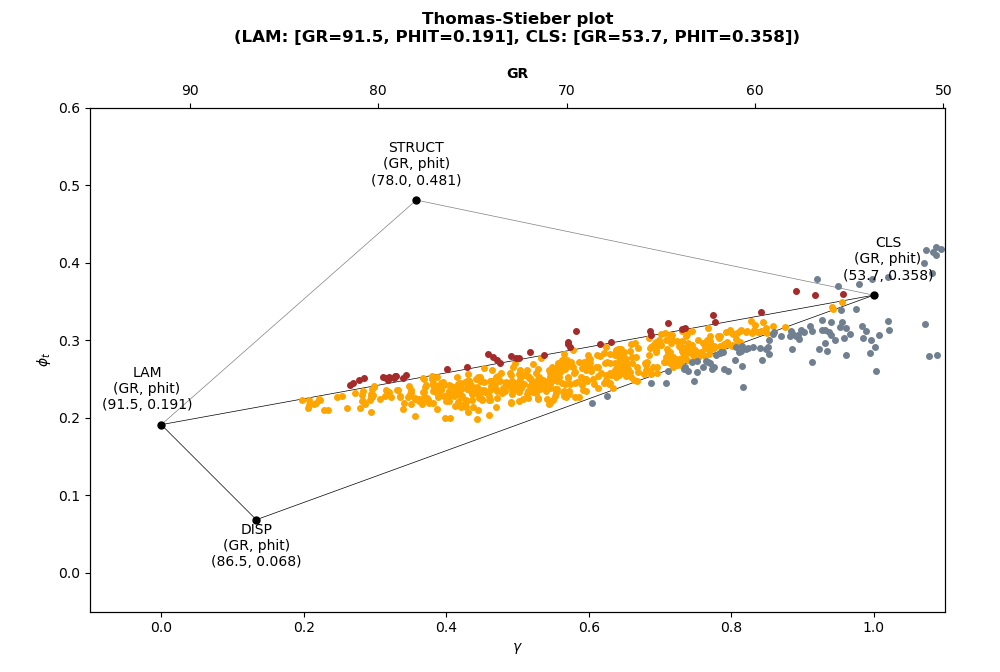 Thomas-Stieber plot
(LAM: [GR=91.5, PHIT=0.191], CLS: [GR=53.7, PHIT=0.358])
GR
90 80 70 60 50
0.6
0.5
0.4
0.3
0.2
0.1
0.0
ϕt
STRUCT
(GR, phit)
(78.0, 0.481)
CLS
(GR, phit)
(53.7, 0.358)
LAM
(GR, phit)
(91.5, 0.191)
DISP
(GR, phit)
(86.5, 0.068)
0.0 0.2 0.4 0.6 0.8 1.0
γ